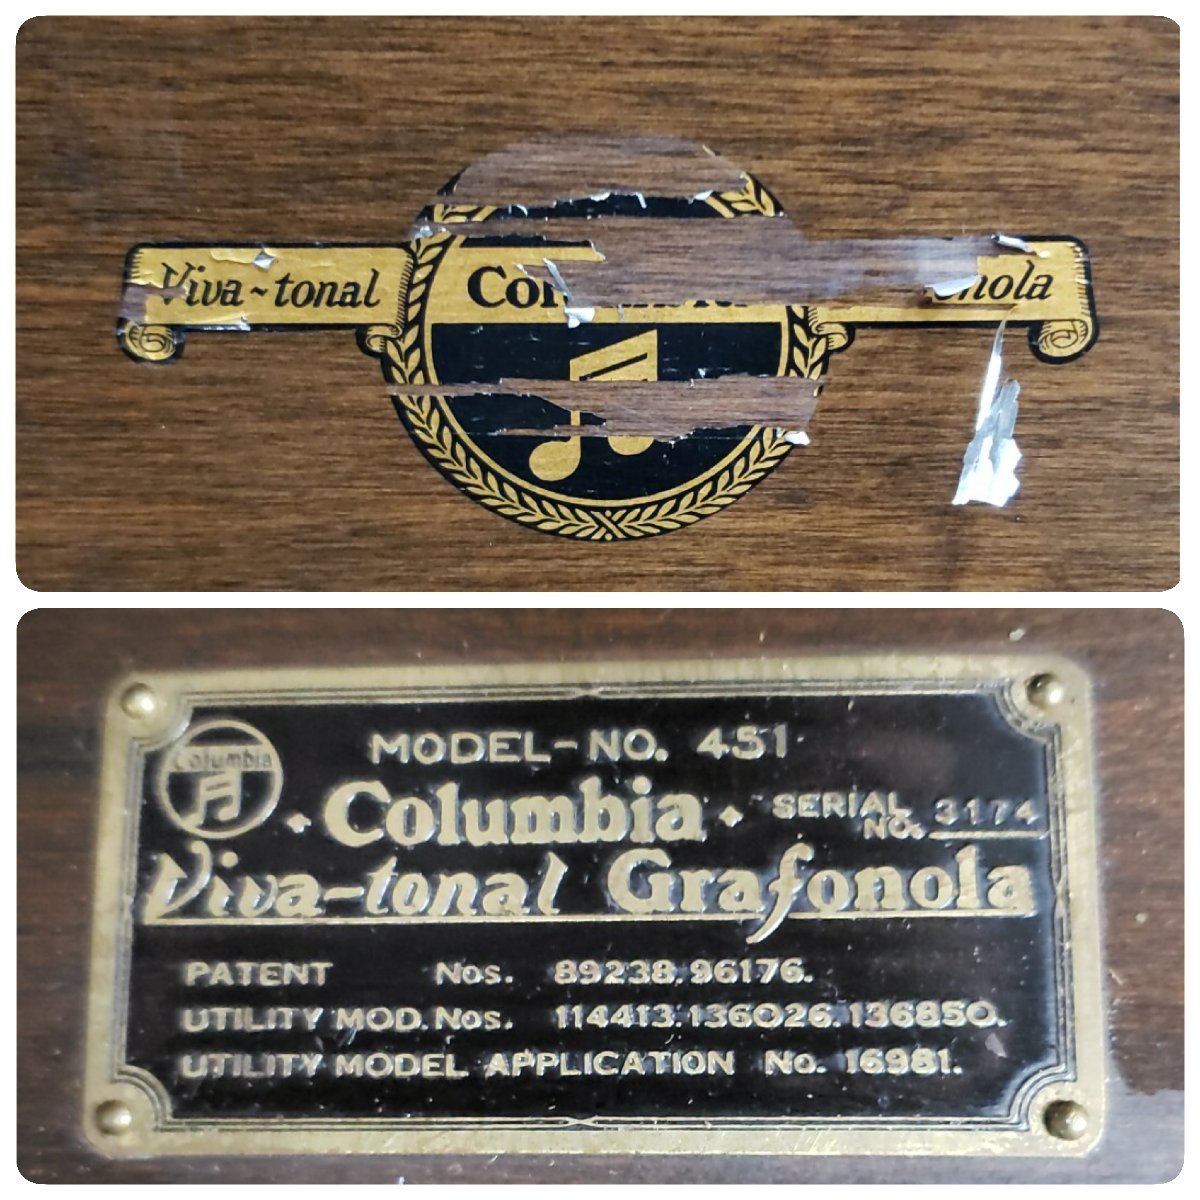 Viva-tonal
Col
onola
Columbia
MODEL-NO. 451
Columbia
SERIAL NO. 3174
Viva-tonal Grafonola
PATENT Nos. 89238. 96176.
UTILITY MOD. Nos. 114413. 136026. 136850.
UTILITY MODEL APPLICATION No. 16981.